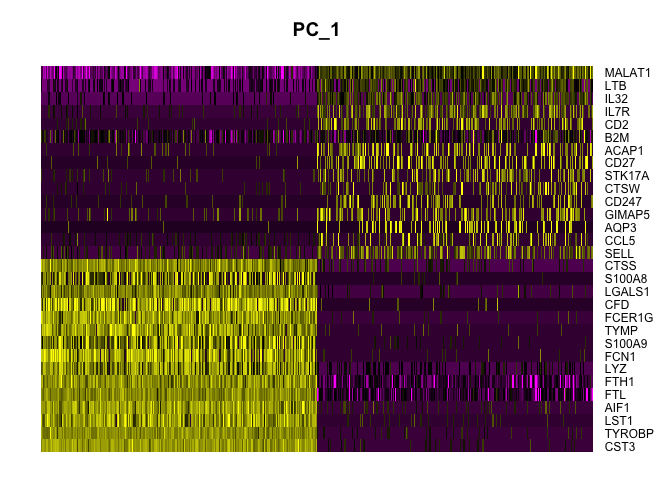 PC_1
MALAT1
LTB
IL32
IL7R
CD2
B2M
ACAP1
CD27
STK17A
CTSW
CD247
GIMAP5
AQP3
CCL5
SELL
CTSS
S100A8
LGALS1
CFD
FCER1G
TYMP
S100A9
FCN1
LYZ
FTH1
FTL
AIF1
LST1
TYROBP
CST3